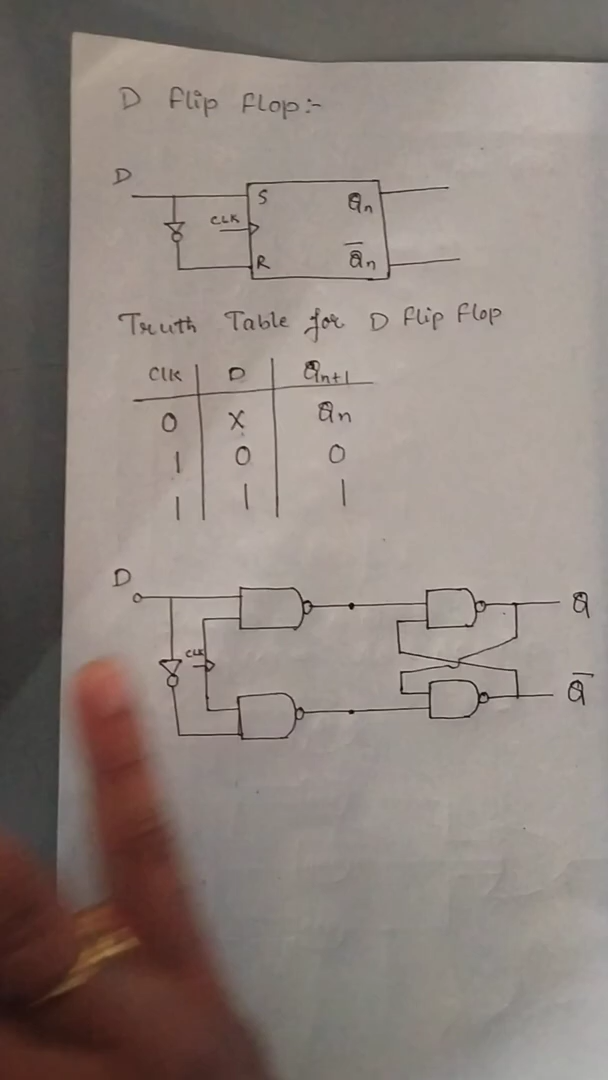 D Flip Flop:-
D
S
Qn
CLK
R
Q̅n
Truth Table for D Flip Flop
Clk D Qn+1
0 X Qn
1 0 0
1 1 1
D
Q
CLK
Q̅